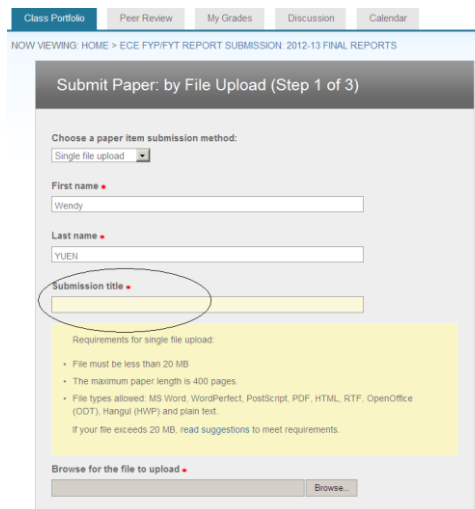 Class Portfolio Peer Review My Grades Discussion Calendar
NOW VIEWING: HOME > ECE FYP/FYT REPORT SUBMISSION: 2012-13 FINAL REPORTS
Submit Paper: by File Upload (Step 1 of 3)
Choose a paper item submission method:
Single file upload
First name •
Wendy
Last name •
YUEN
Submission title •
Requirements for single file upload:
• File must be less than 20 MB
• The maximum paper length is 400 pages.
• File types allowed: MS Word, WordPerfect, PostScript, PDF, HTML, RTF, OpenOffice
(ODT), Hangul (HWP) and plain text.
If your file exceeds 20 MB, read suggestions to meet requirements.
Browse for the file to upload •
Browse...